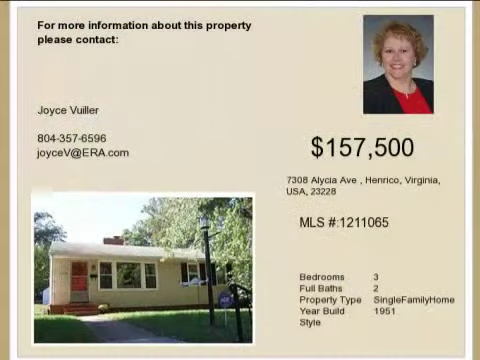 For more information about this property
please contact:
Joyce Vuiller
804-357-6596
joyceV@ERA.com
$157,500
7308 Alycia Ave , Henrico, Virginia,
USA, 23228
MLS #:1211065
Bedrooms 3
Full Baths 2
Property Type SingleFamilyHome
Year Build 1951
Style